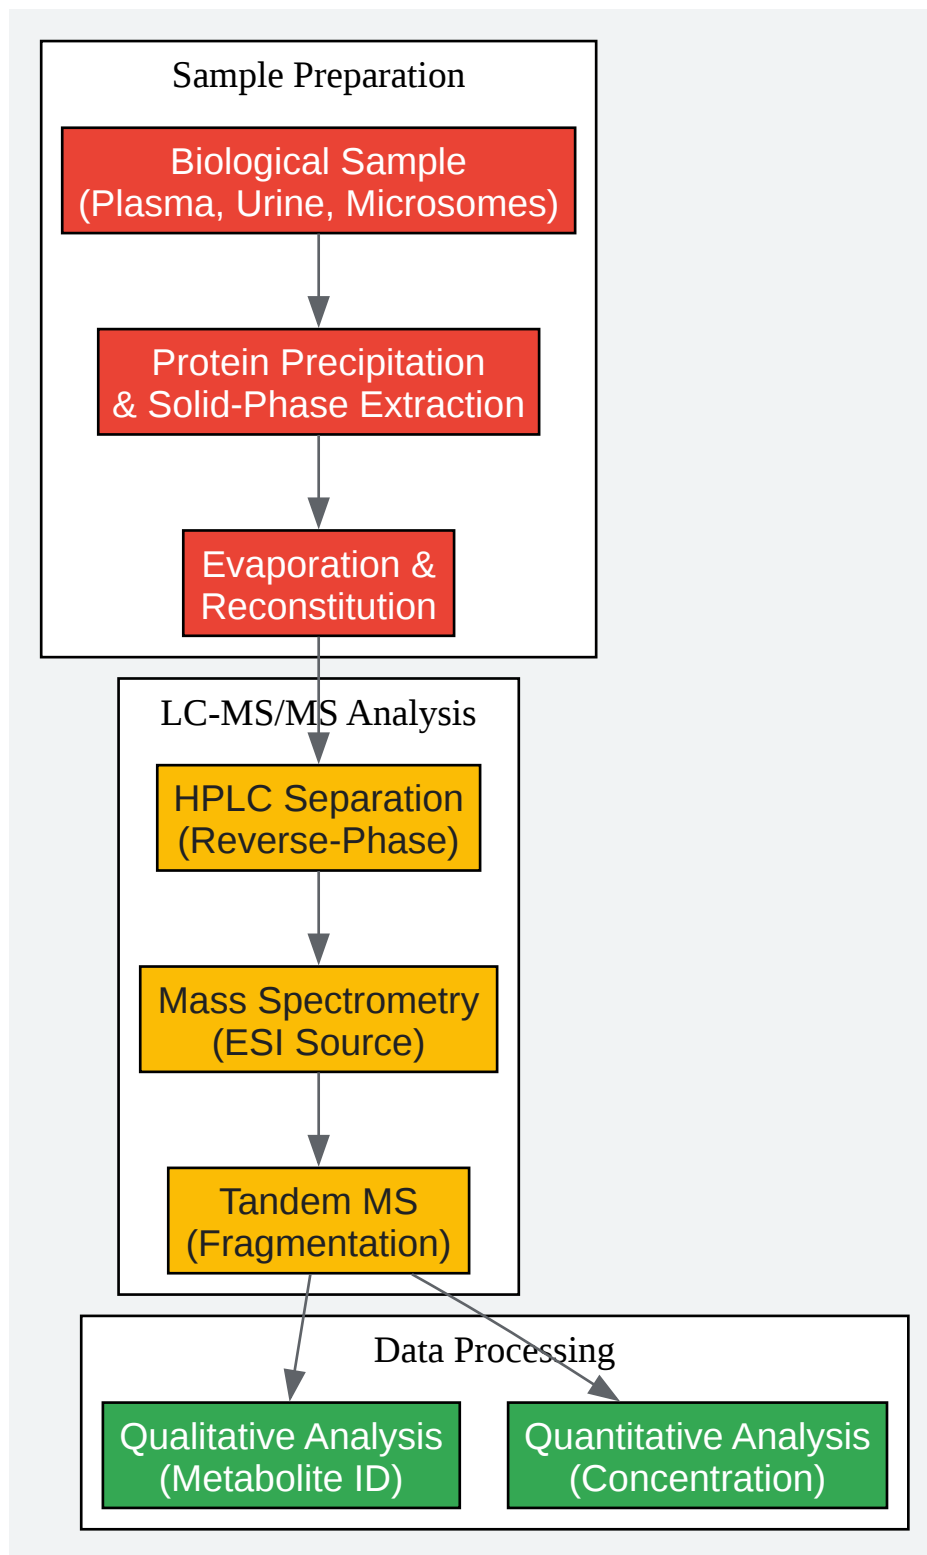 Sample Preparation
Biological Sample
(Plasma, Urine, Microsomes)
Protein Precipitation
& Solid-Phase Extraction
Evaporation &
Reconstitution
LC-MS/MS Analysis
HPLC Separation
(Reverse-Phase)
Mass Spectrometry
(ESI Source)
Tandem MS
(Fragmentation)
Data Processing
Qualitative Analysis
(Metabolite ID)
Quantitative Analysis
(Concentration)